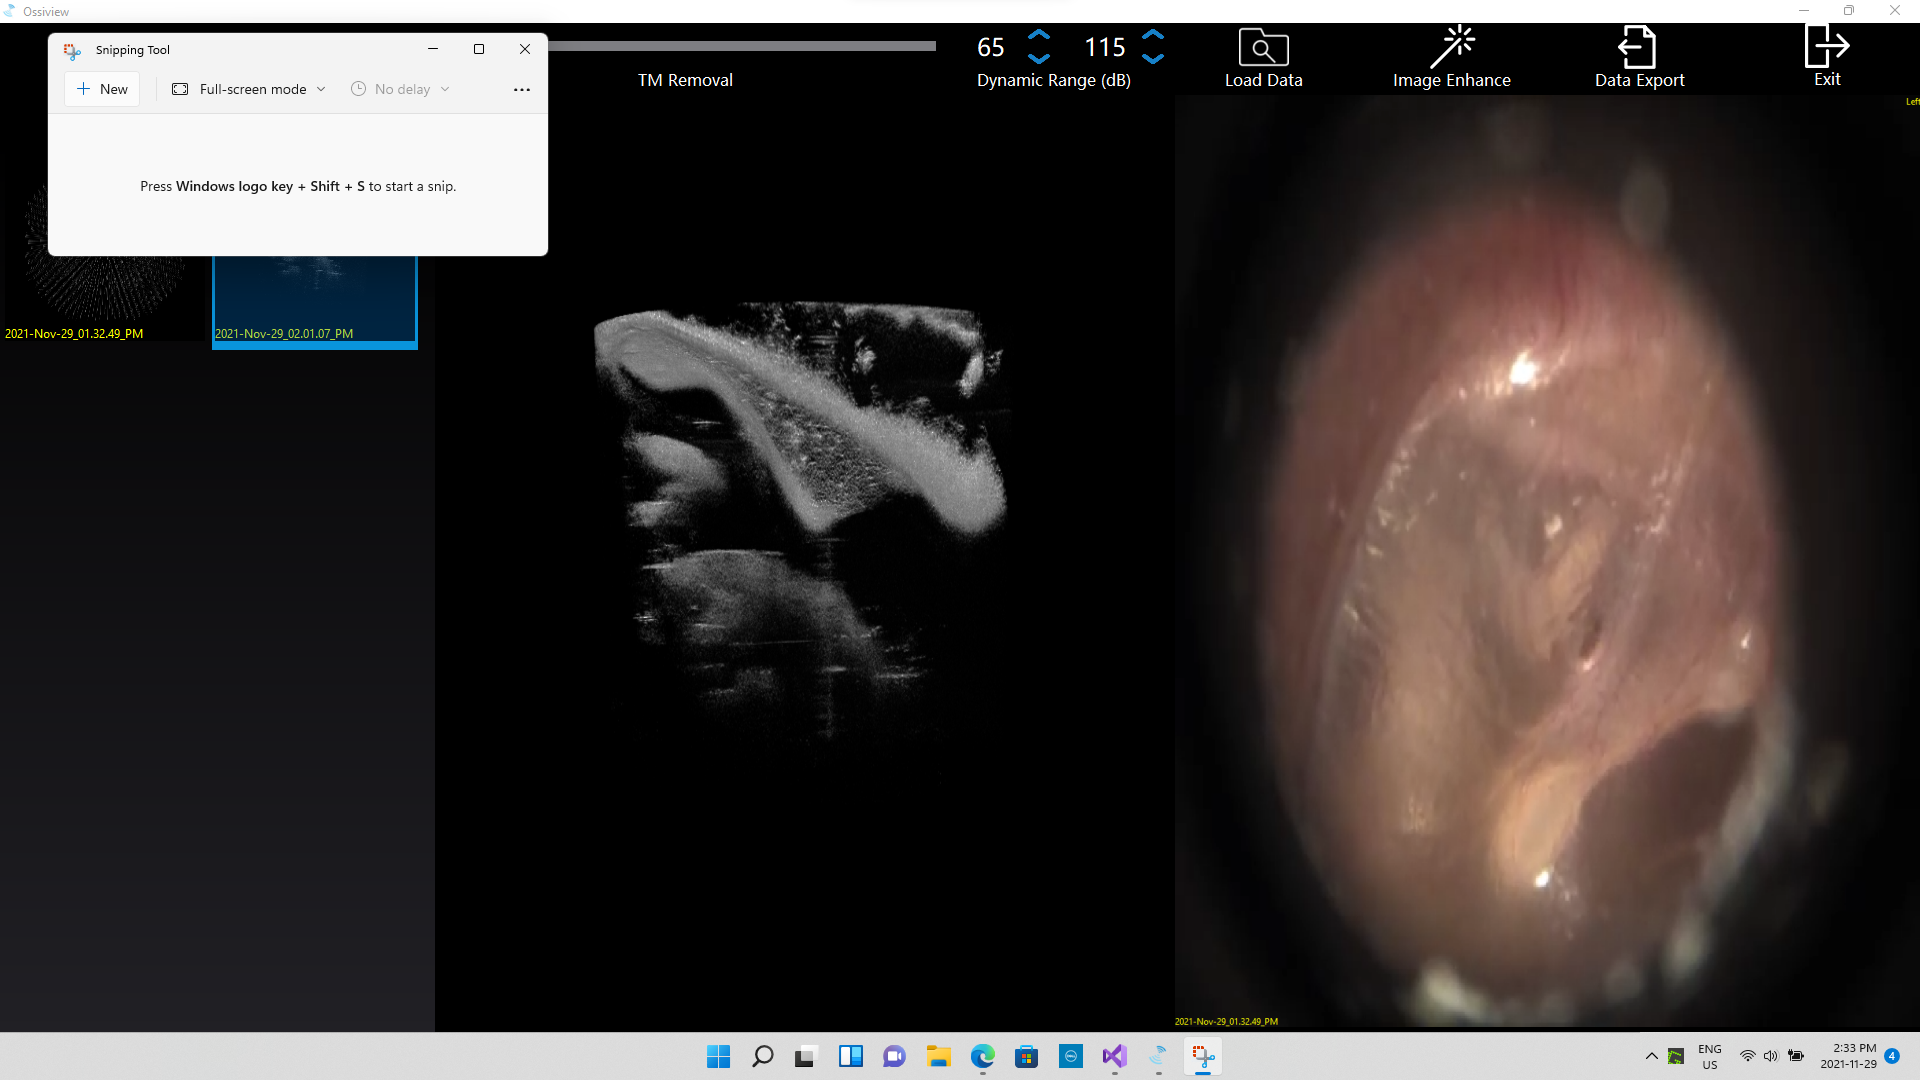 Ossiview
Snipping Tool
New
Full-screen mode
No delay
Press Windows logo key + Shift + S to start a snip.
TM Removal
65
115
Dynamic Range (dB)
Load Data
Image Enhance
Data Export
Exit
Left
2021-Nov-29_01.32.49_PM
2021-Nov-29_02.01.07_PM
2021-Nov-29_01.32.49_PM
ENG
US
2:33 PM
2021-11-29
4